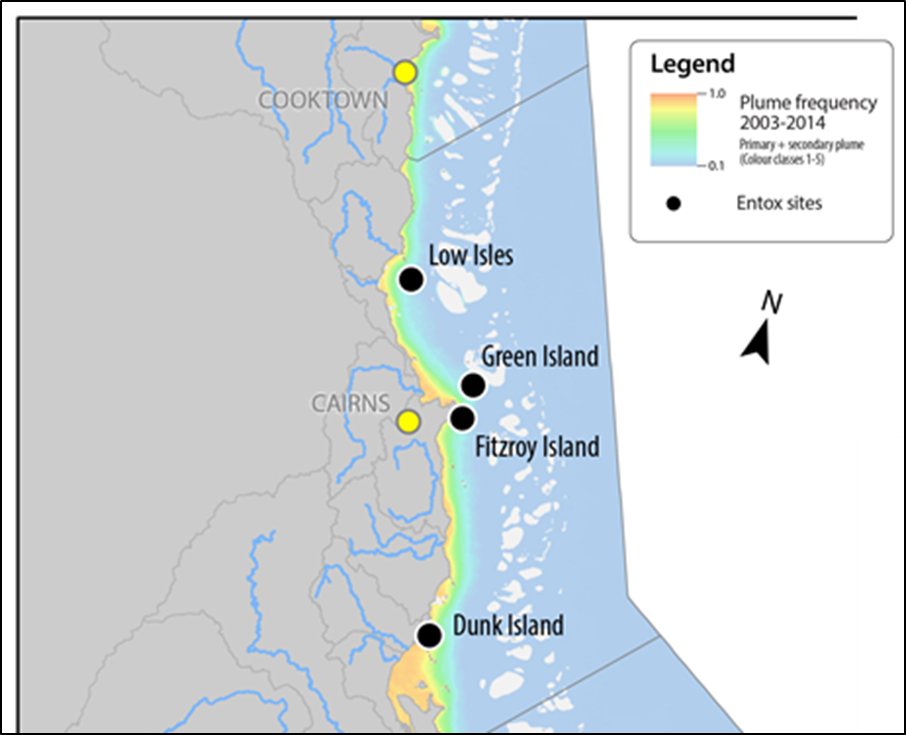 COOKTOWN
Legend
1.0
Plume frequency
2003-2014
Primary + secondary plume
(Colour classes 1-5)
0.1
Entox sites
Low Isles
N
Green Island
CAIRNS
Fitzroy Island
Dunk Island